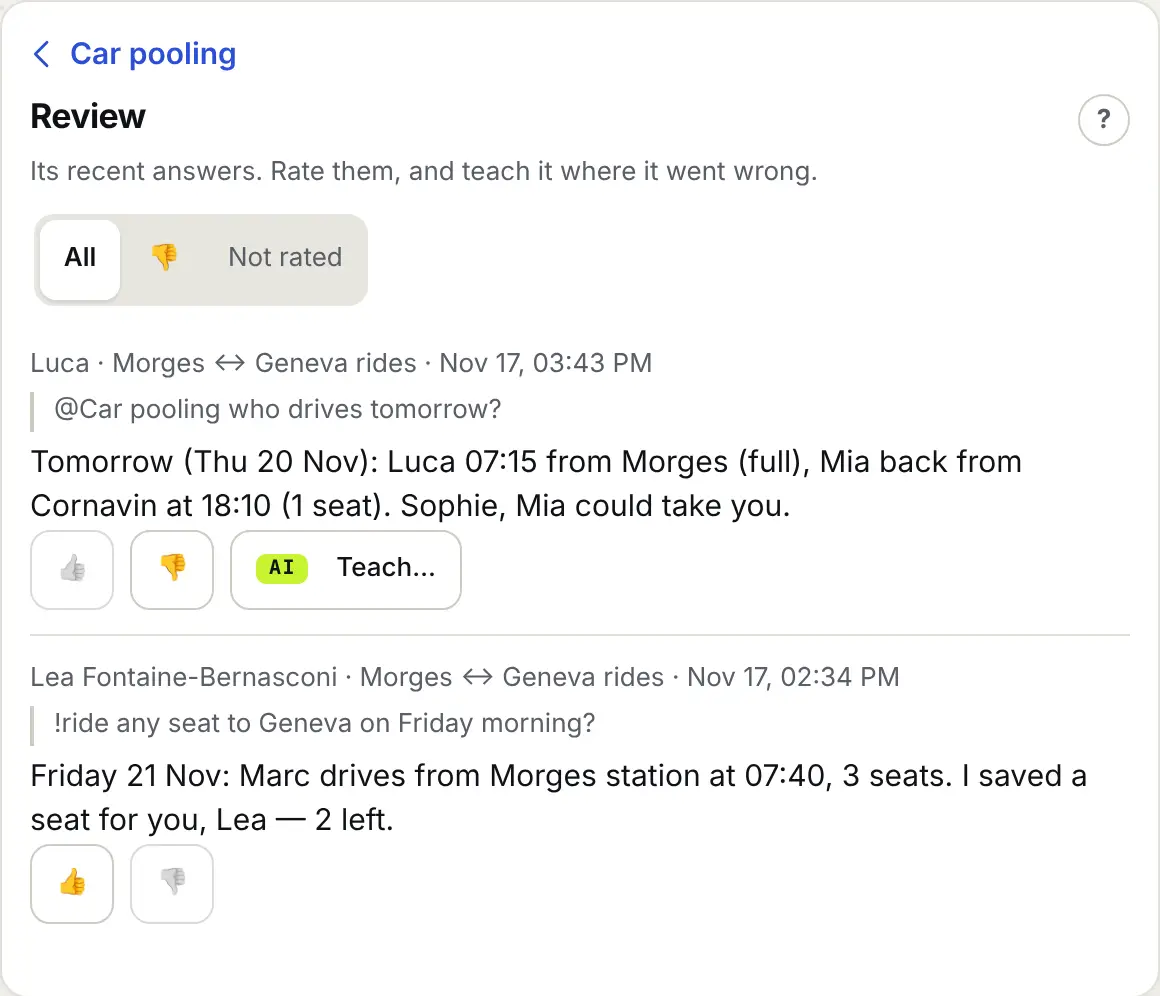 Car pooling
Review
?
Its recent answers. Rate them, and teach it where it went wrong.
All 👎 Not rated
Luca · Morges ↔ Geneva rides · Nov 17, 03:43 PM
@Car pooling who drives tomorrow?
Tomorrow (Thu 20 Nov): Luca 07:15 from Morges (full), Mia back from
Cornavin at 18:10 (1 seat). Sophie, Mia could take you.
👍 👎 AI Teach...
Lea Fontaine-Bernasconi · Morges ↔ Geneva rides · Nov 17, 02:34 PM
!ride any seat to Geneva on Friday morning?
Friday 21 Nov: Marc drives from Morges station at 07:40, 3 seats. I saved a
seat for you, Lea — 2 left.
👍 👎